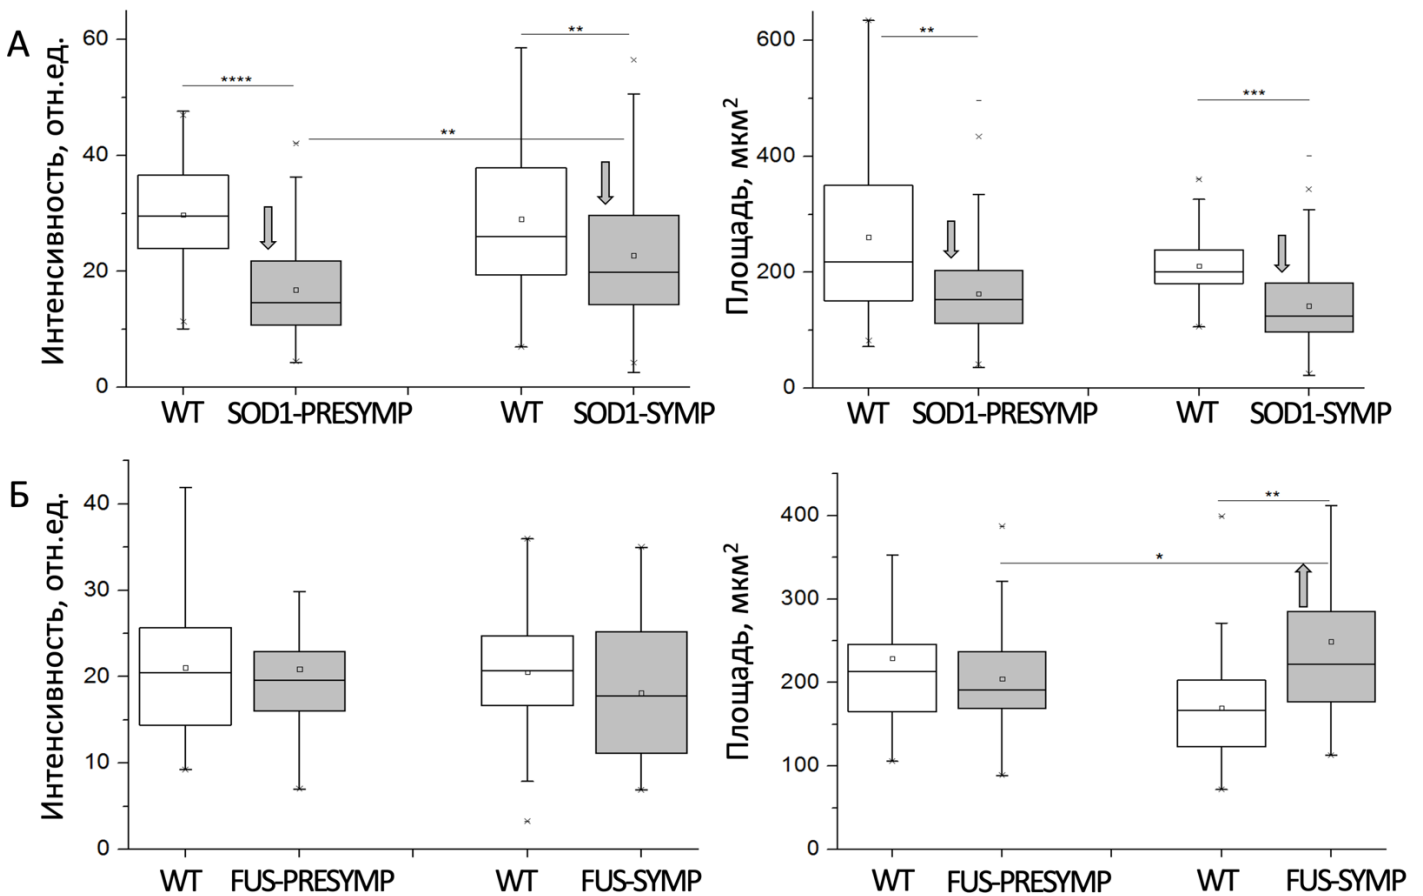 А
Интенсивность, отн.ед.
60
40
20
0
****
**
**
WT SOD1-PRESYMP WT SOD1-SYMP
Площадь, мкм²
600
400
200
0
**
***
WT SOD1-PRESYMP WT SOD1-SYMP
Б
Интенсивность, отн.ед.
40
30
20
10
0
WT FUS-PRESYMP WT FUS-SYMP
Площадь, мкм²
400
300
200
100
0
**
*
WT FUS-PRESYMP WT FUS-SYMP